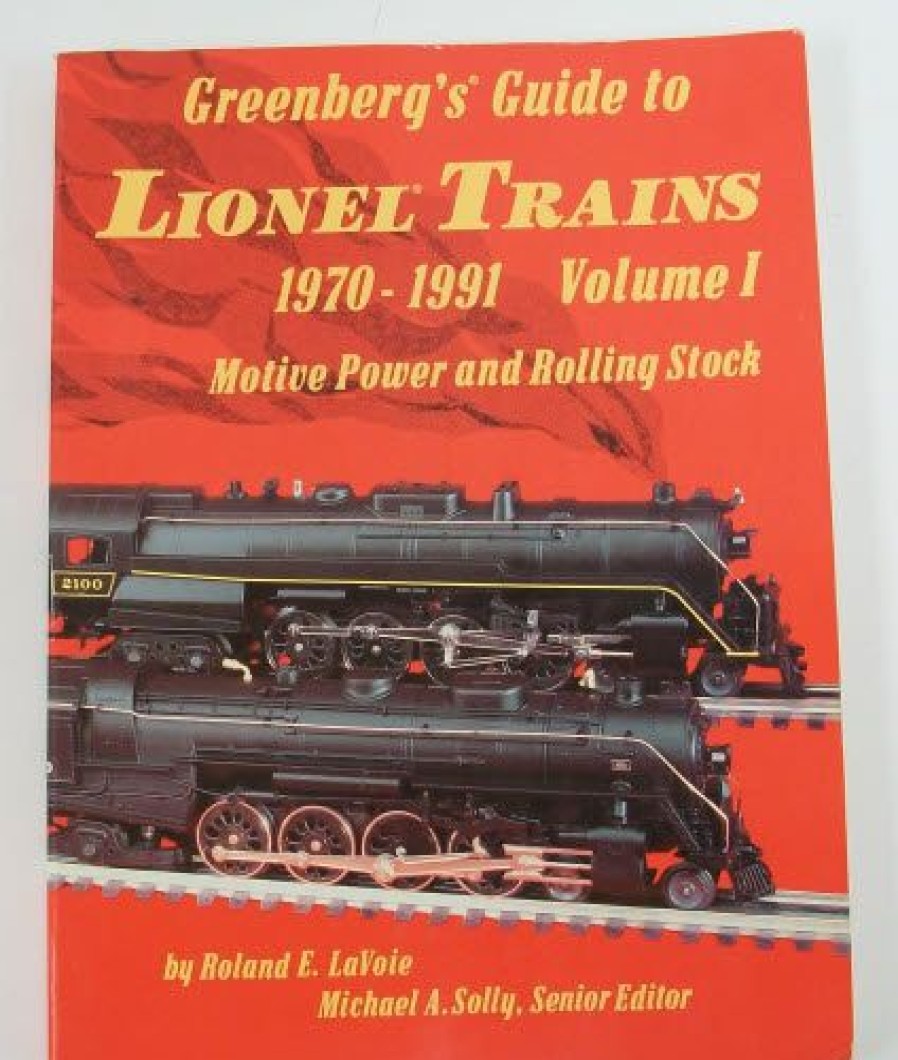 Greenberg's® Guide to
LIONEL® TRAINS
1970 - 1991 Volume I
Motive Power and Rolling Stock
2100
by Roland E. LaVoie
Michael A. Solly, Senior Editor